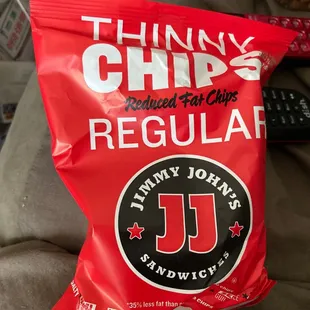 THINNY
CHIPS
Reduced Fat Chips
REGULAR
JIMMY JOHN'S
JJ
SANDWICHES
*35% less fat than